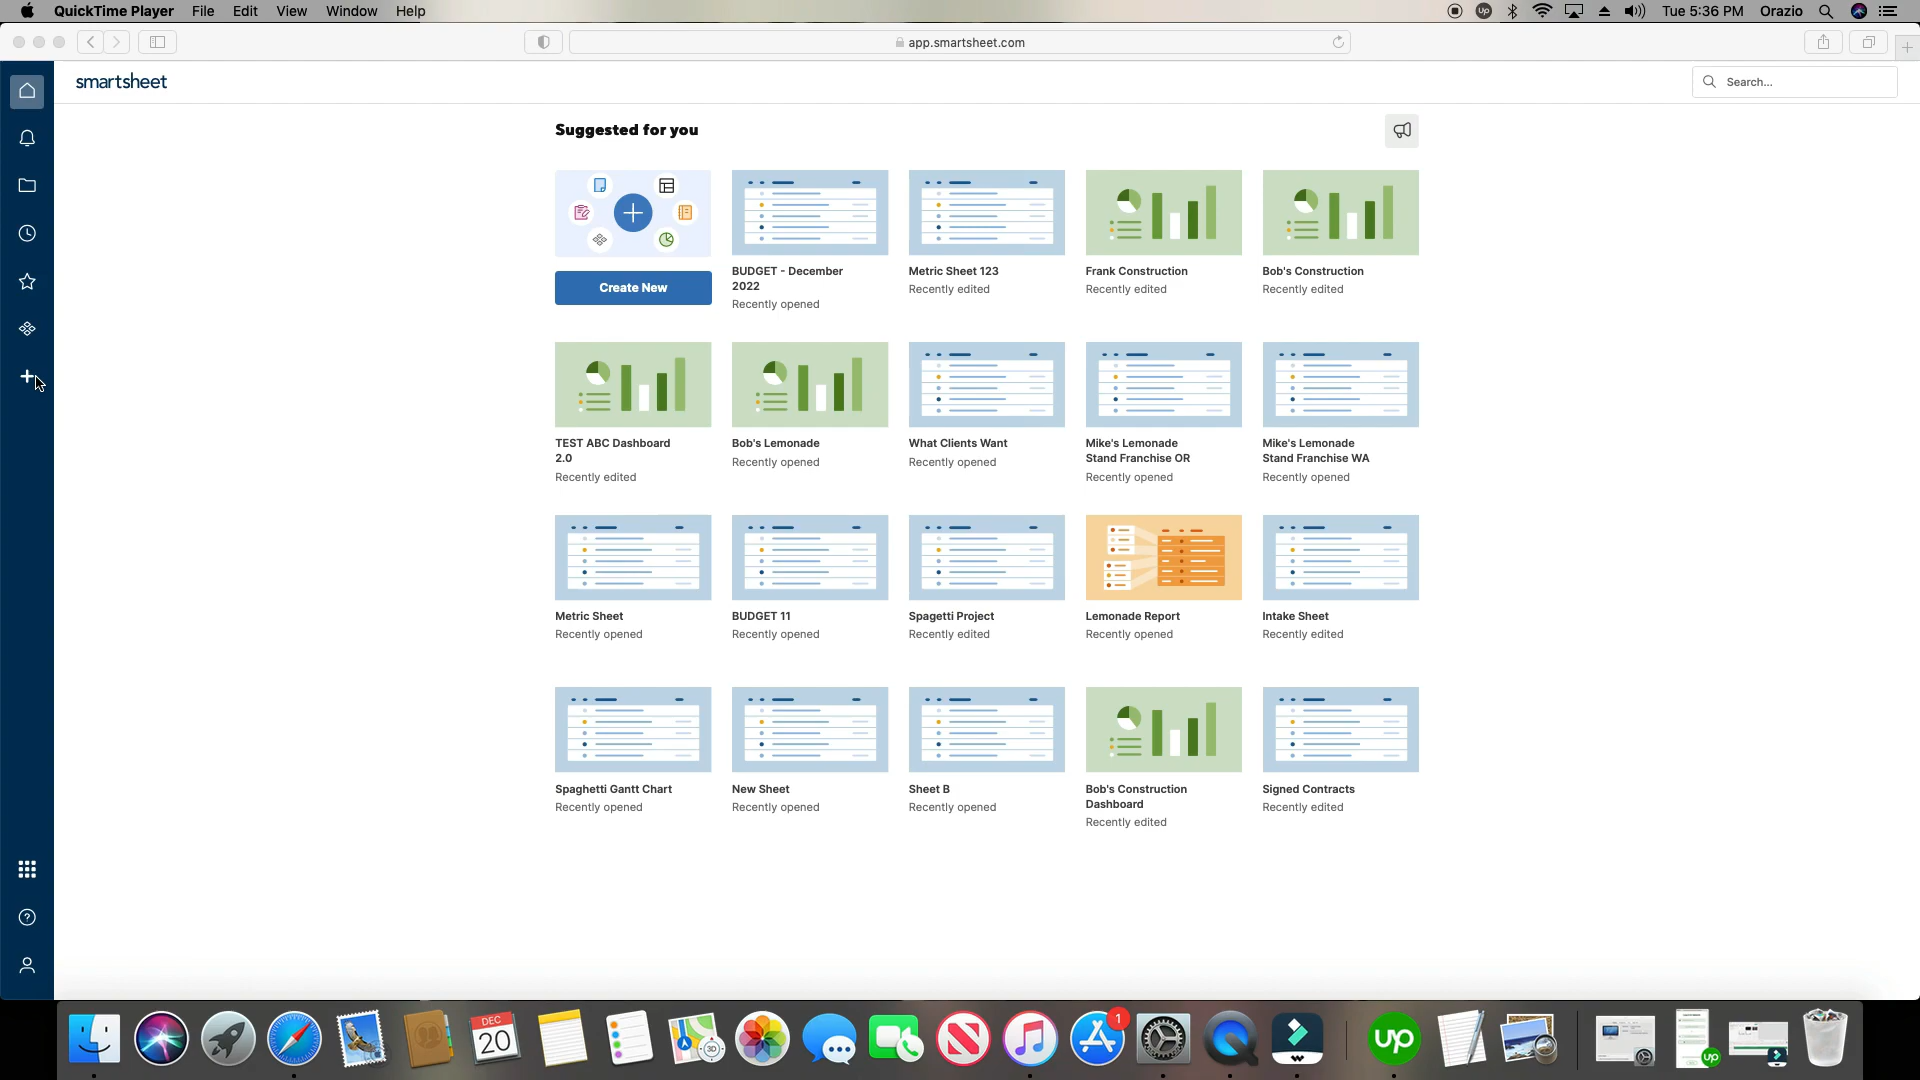 QuickTime Player File Edit View Window Help Tue 5:36 PM Orazio
app.smartsheet.com
smartsheet
Search...
Suggested for you
Create New
BUDGET - December
2022
Recently opened
Metric Sheet 123
Recently edited
Frank Construction
Recently edited
Bob's Construction
Recently edited
TEST ABC Dashboard
2.0
Recently edited
Bob's Lemonade
Recently opened
What Clients Want
Recently opened
Mike's Lemonade
Stand Franchise OR
Recently opened
Mike's Lemonade
Stand Franchise WA
Recently opened
Metric Sheet
Recently opened
BUDGET 11
Recently opened
Spagetti Project
Recently edited
Lemonade Report
Recently opened
Intake Sheet
Recently edited
Spaghetti Gantt Chart
Recently opened
New Sheet
Recently opened
Sheet B
Recently opened
Bob's Construction
Dashboard
Recently edited
Signed Contracts
Recently edited
DEC
20
3D
1
up
up